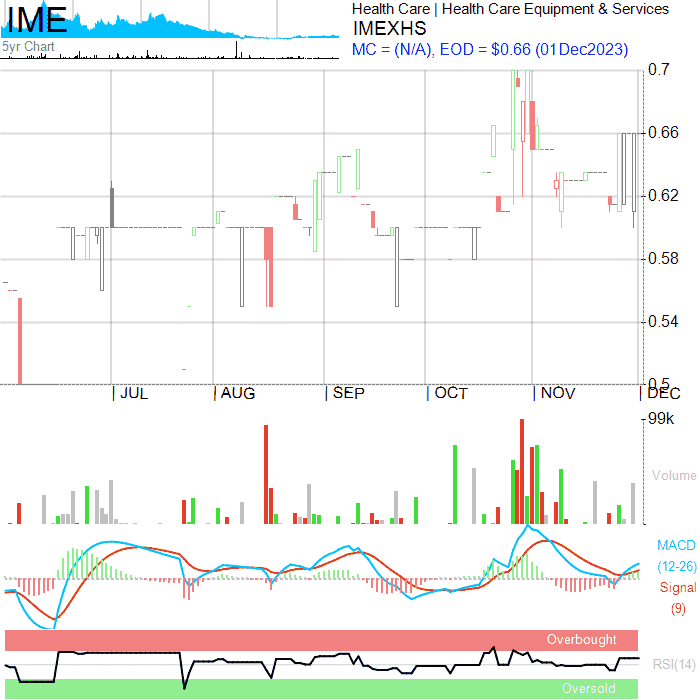 IME
Health Care | Health Care Equipment & Services
IMEXHS
5yr Chart
MC = (N/A), EOD = $0.66 (01Dec2023)
0.7
0.66
0.62
0.58
0.54
0.5
| JUL | AUG | SEP | OCT | NOV | DEC
99k
Volume
MACD
(12-26)
Signal
(9)
Overbought
RSI(14)
Oversold